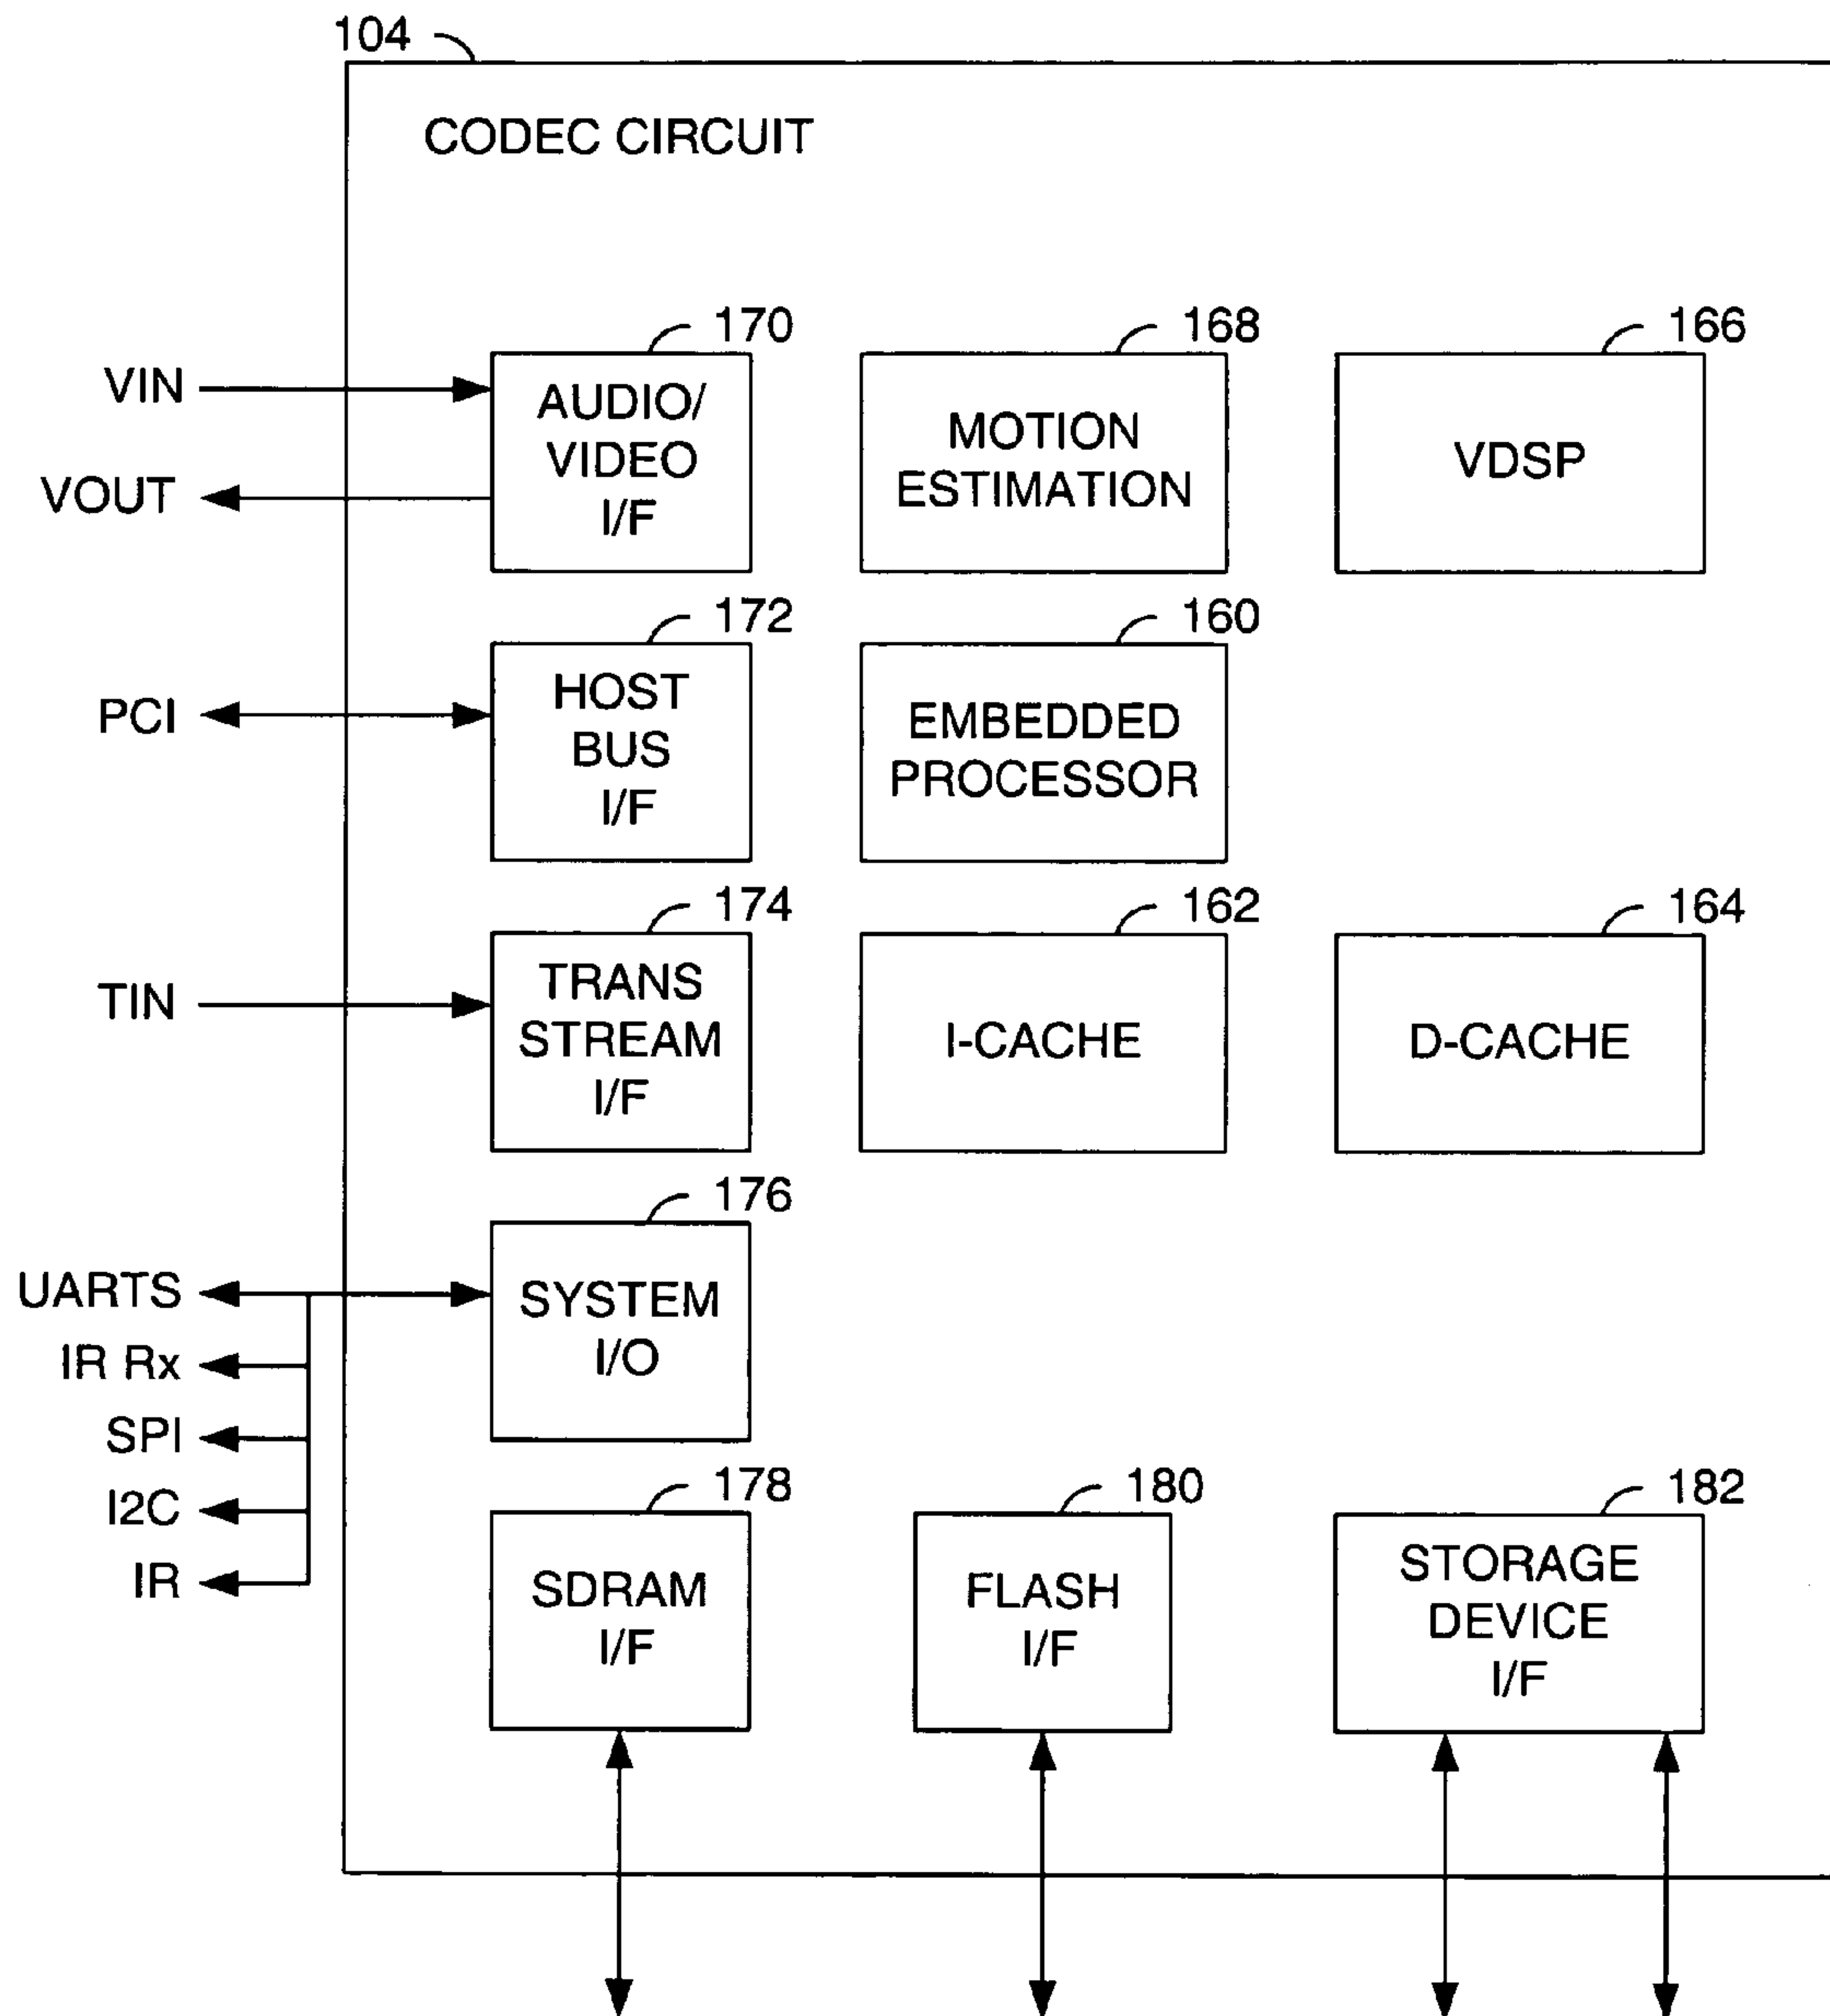 104
CODEC CIRCUIT
170
168
166
VIN
VOUT
AUDIO/
VIDEO
I/F
MOTION
ESTIMATION
VDSP
172
160
PCI
HOST
BUS
I/F
EMBEDDED
PROCESSOR
174
162
164
TIN
TRANS
STREAM
I/F
I-CACHE
D-CACHE
176
UARTS
IR Rx
SPI
I2C
IR
SYSTEM
I/O
178
180
182
SDRAM
I/F
FLASH
I/F
STORAGE
DEVICE
I/F